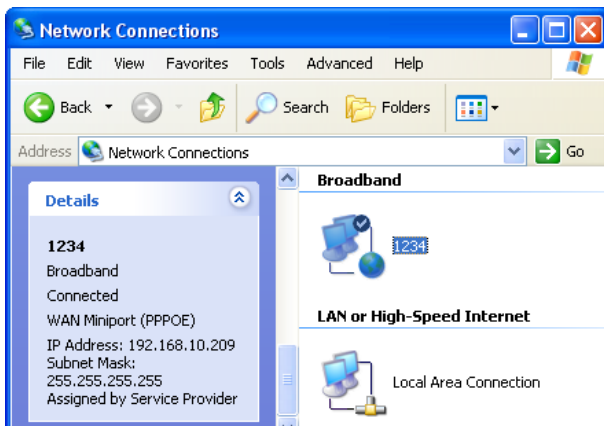 Network Connections
File Edit View Favorites Tools Advanced Help
Back Search Folders
Address Network Connections Go
Details
1234
Broadband
Connected
WAN Miniport (PPPOE)
IP Address: 192.168.10.209
Subnet Mask:
255.255.255.255
Assigned by Service Provider
Broadband
1234
LAN or High-Speed Internet
Local Area Connection